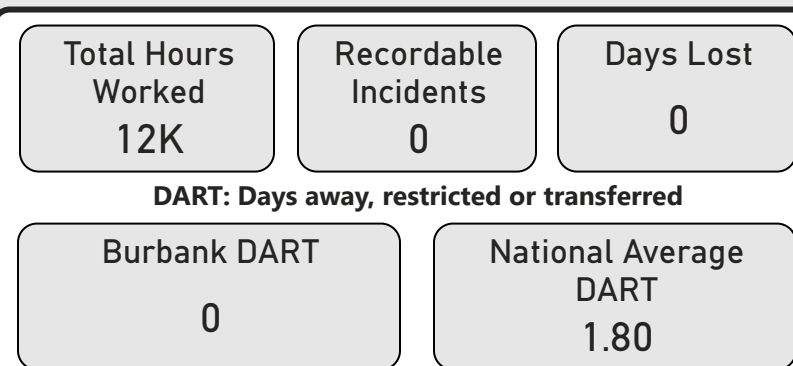 Total Hours
Worked
12K
Recordable
Incidents
0
Days Lost
0
DART: Days away, restricted or transferred
Burbank DART
0
National Average
DART
1.80